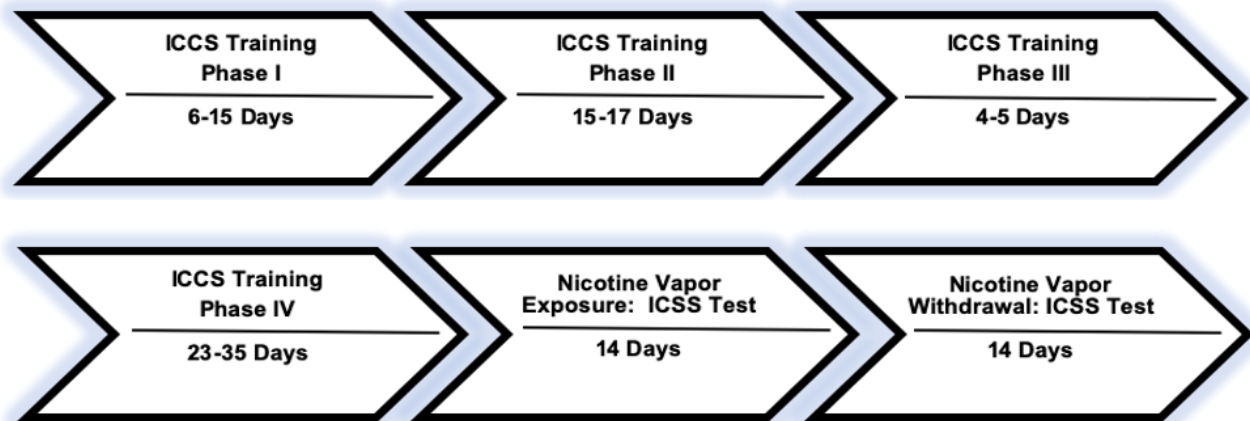 ICCS Training
Phase I
6-15 Days
ICCS Training
Phase II
15-17 Days
ICCS Training
Phase III
4-5 Days
ICCS Training
Phase IV
23-35 Days
Nicotine Vapor
Exposure: ICSS Test
14 Days
Nicotine Vapor
Withdrawal: ICSS Test
14 Days